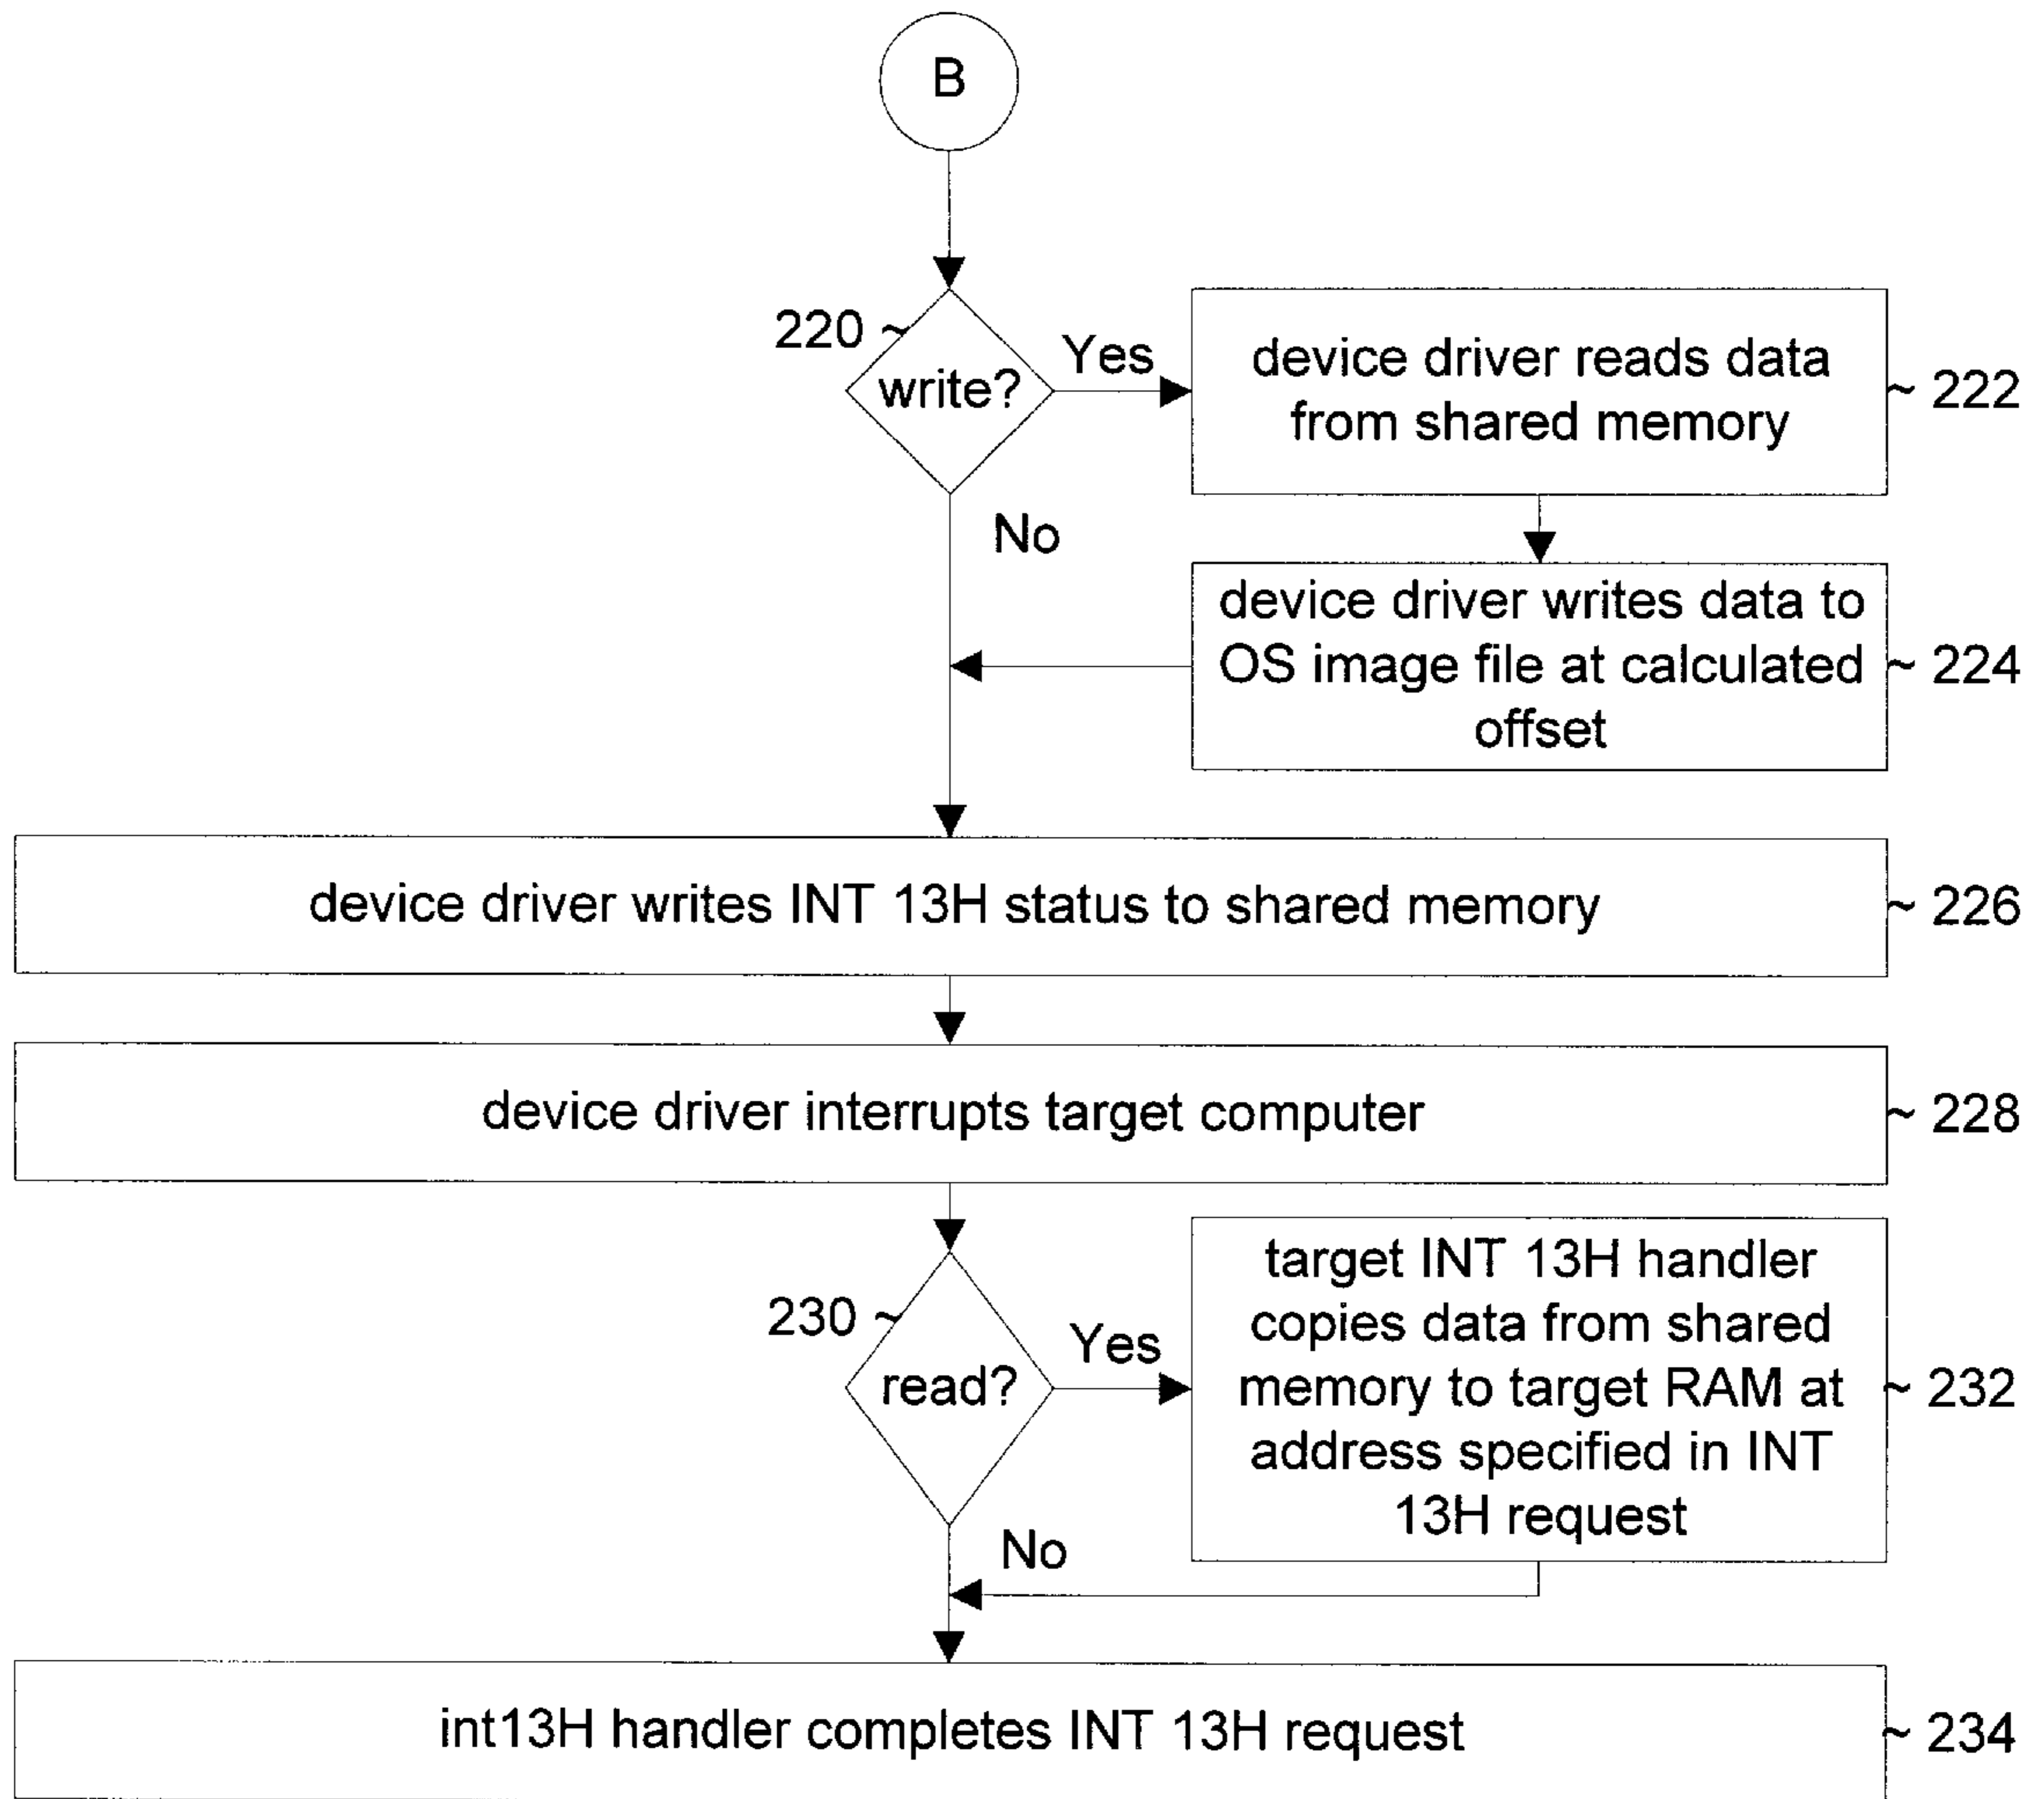 B
220 ~
write?
Yes
device driver reads data
from shared memory
~ 222
No
device driver writes data to
OS image file at calculated
offset
~ 224
device driver writes INT 13H status to shared memory
~ 226
device driver interrupts target computer
~ 228
230 ~
read?
Yes
target INT 13H handler
copies data from shared
memory to target RAM at
address specified in INT
13H request
~ 232
No
int13H handler completes INT 13H request
~ 234